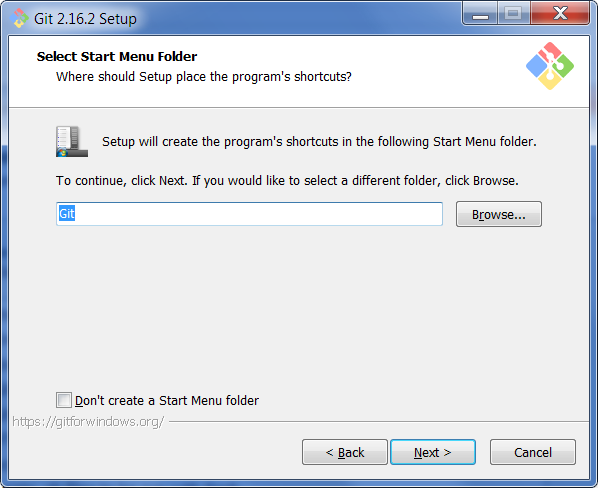 Git 2.16.2 Setup
Select Start Menu Folder
Where should Setup place the program's shortcuts?
Setup will create the program's shortcuts in the following Start Menu folder.
To continue, click Next. If you would like to select a different folder, click Browse.
Git
Browse...
Don't create a Start Menu folder
https://gitforwindows.org/
< Back
Next >
Cancel